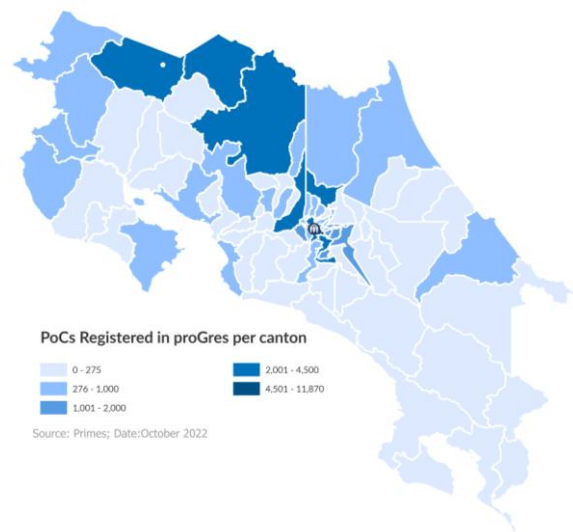 PoCs Registered in proGres per canton
0 - 275
2,001 - 4,500
276 - 1,000
4,501 - 11,870
1,001 - 2,000
Source: Primes; Date:October 2022